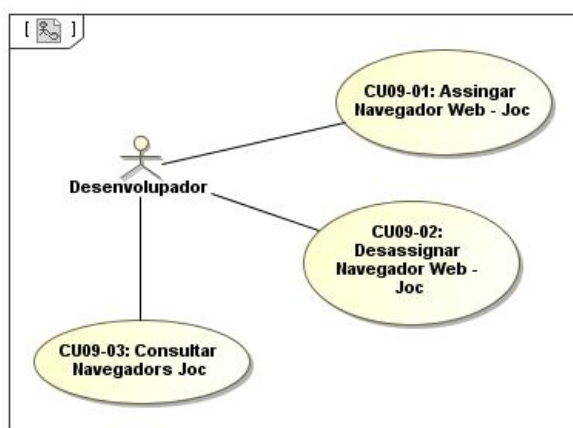 [ ]
CU09-01: Assingar
Navegador Web - Joc
Desenvolupador
CU09-02:
Desassignar
Navegador Web -
Joc
CU09-03: Consultar
Navegadors Joc